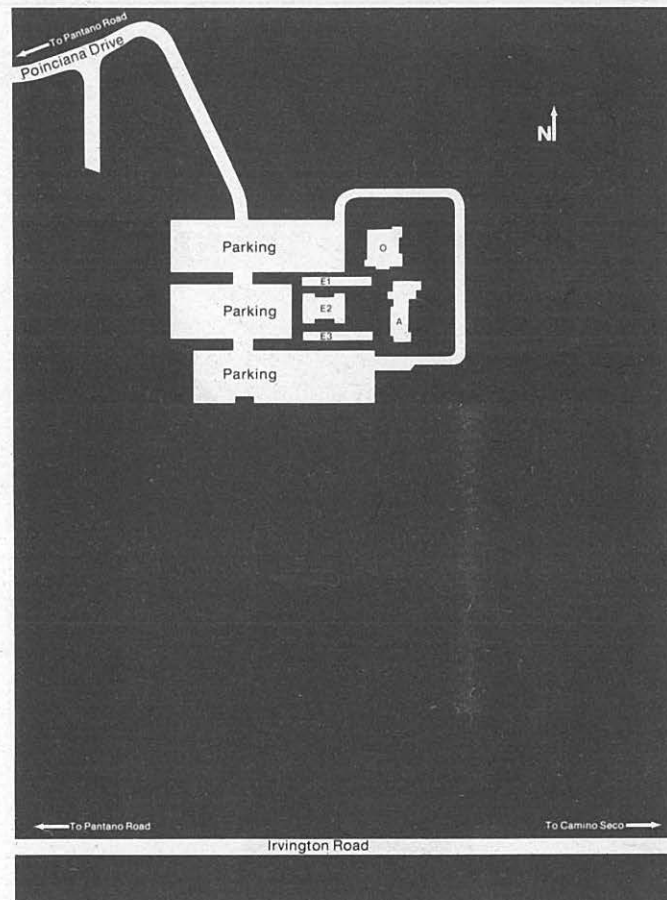 To Pantano Road
Poinciana Drive
N
Parking
O
E1
Parking
E2
A
E3
Parking
To Pantano Road
To Camino Seco
Irvington Road